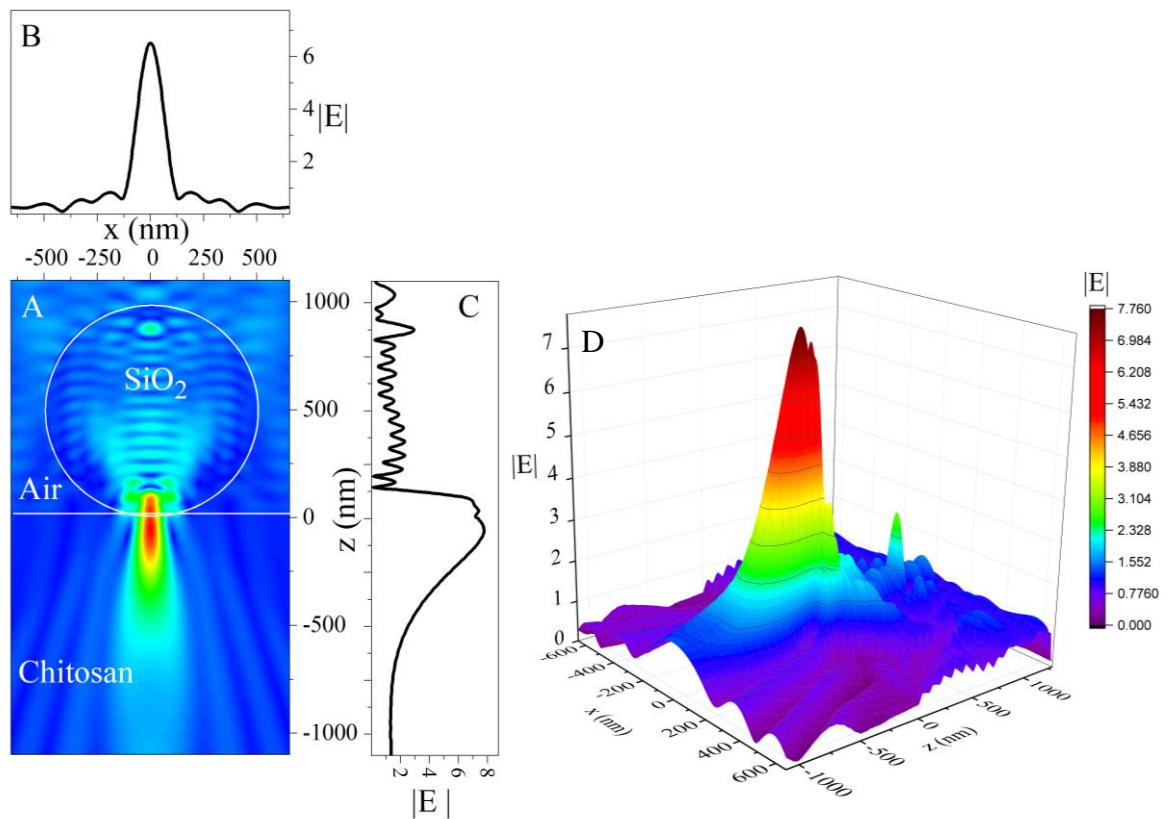 B
6
4
|E|
2
x (nm)
-500 -250 0 250 500
A
SiO2
Air
Chitosan
1000
500
0
-500
-1000
z (nm)
C
2 4 6 8
|E |
D
|E|
7
6
5
4
3
2
1
0
-600
-400
-200
0
200
400
600
x (nm)
-1000
-500
0
500
1000
z (nm)
|E|
7.760
6.984
6.208
5.432
4.656
3.880
3.104
2.328
1.552
0.7760
0.000